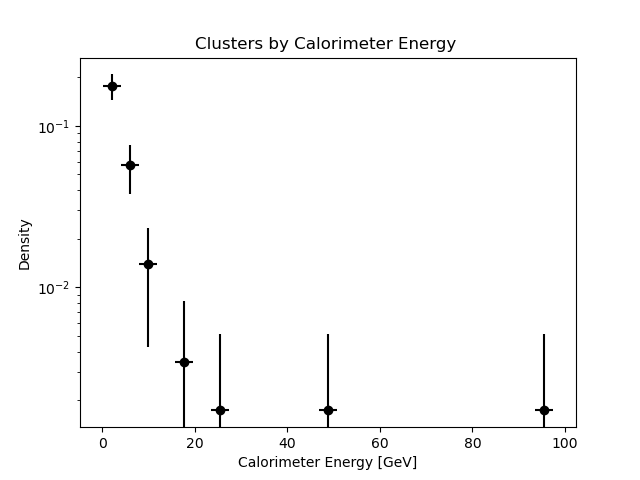 Clusters by Calorimeter Energy
Density
10⁻¹
10⁻²
0 20 40 60 80 100
Calorimeter Energy [GeV]